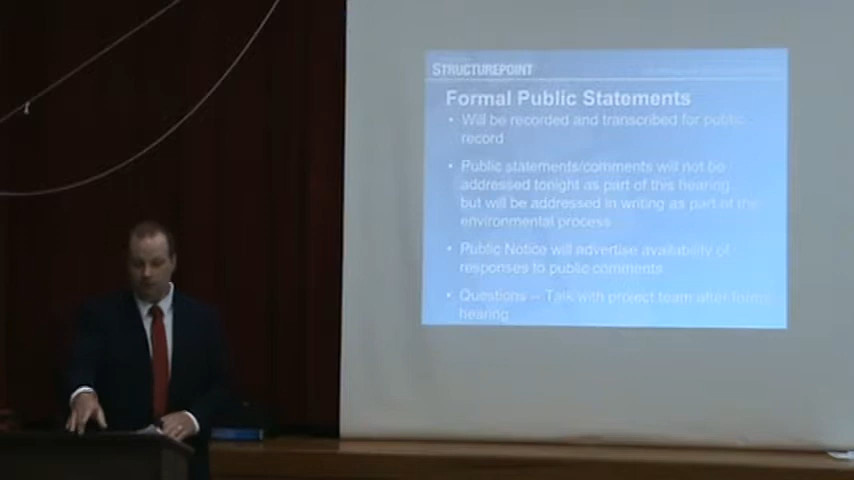 STRUCTUREPOINT
Formal Public Statements
• Will be recorded and transcribed for public
record
• Public statements/comments will not be
addressed tonight as part of this hearing
but will be addressed in writing as part of the
environmental process
• Public Notice will advertise availability of
responses to public comments
• Questions – Talk with project team after formal
hearing